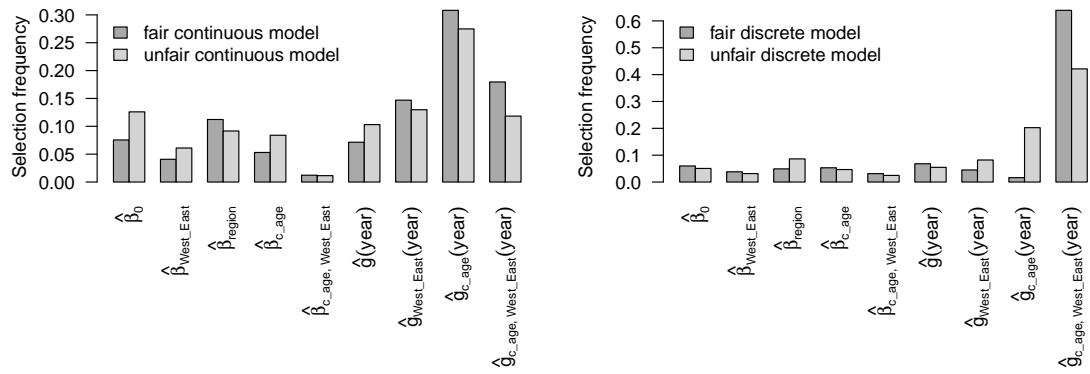 Selection frequency
0.30
0.25
0.20
0.15
0.10
0.05
0.00
fair continuous model
unfair continuous model
β̂0
β̂West_East
β̂region
β̂c_age
β̂c_age, West_East
ĝ(year)
ĝWest_East(year)
ĝc_age(year)
ĝc_age, West_East(year)
Selection frequency
0.6
0.5
0.4
0.3
0.2
0.1
0.0
fair discrete model
unfair discrete model
β̂0
β̂West_East
β̂region
β̂c_age
β̂c_age, West_East
ĝ(year)
ĝWest_East(year)
ĝc_age(year)
ĝc_age, West_East(year)